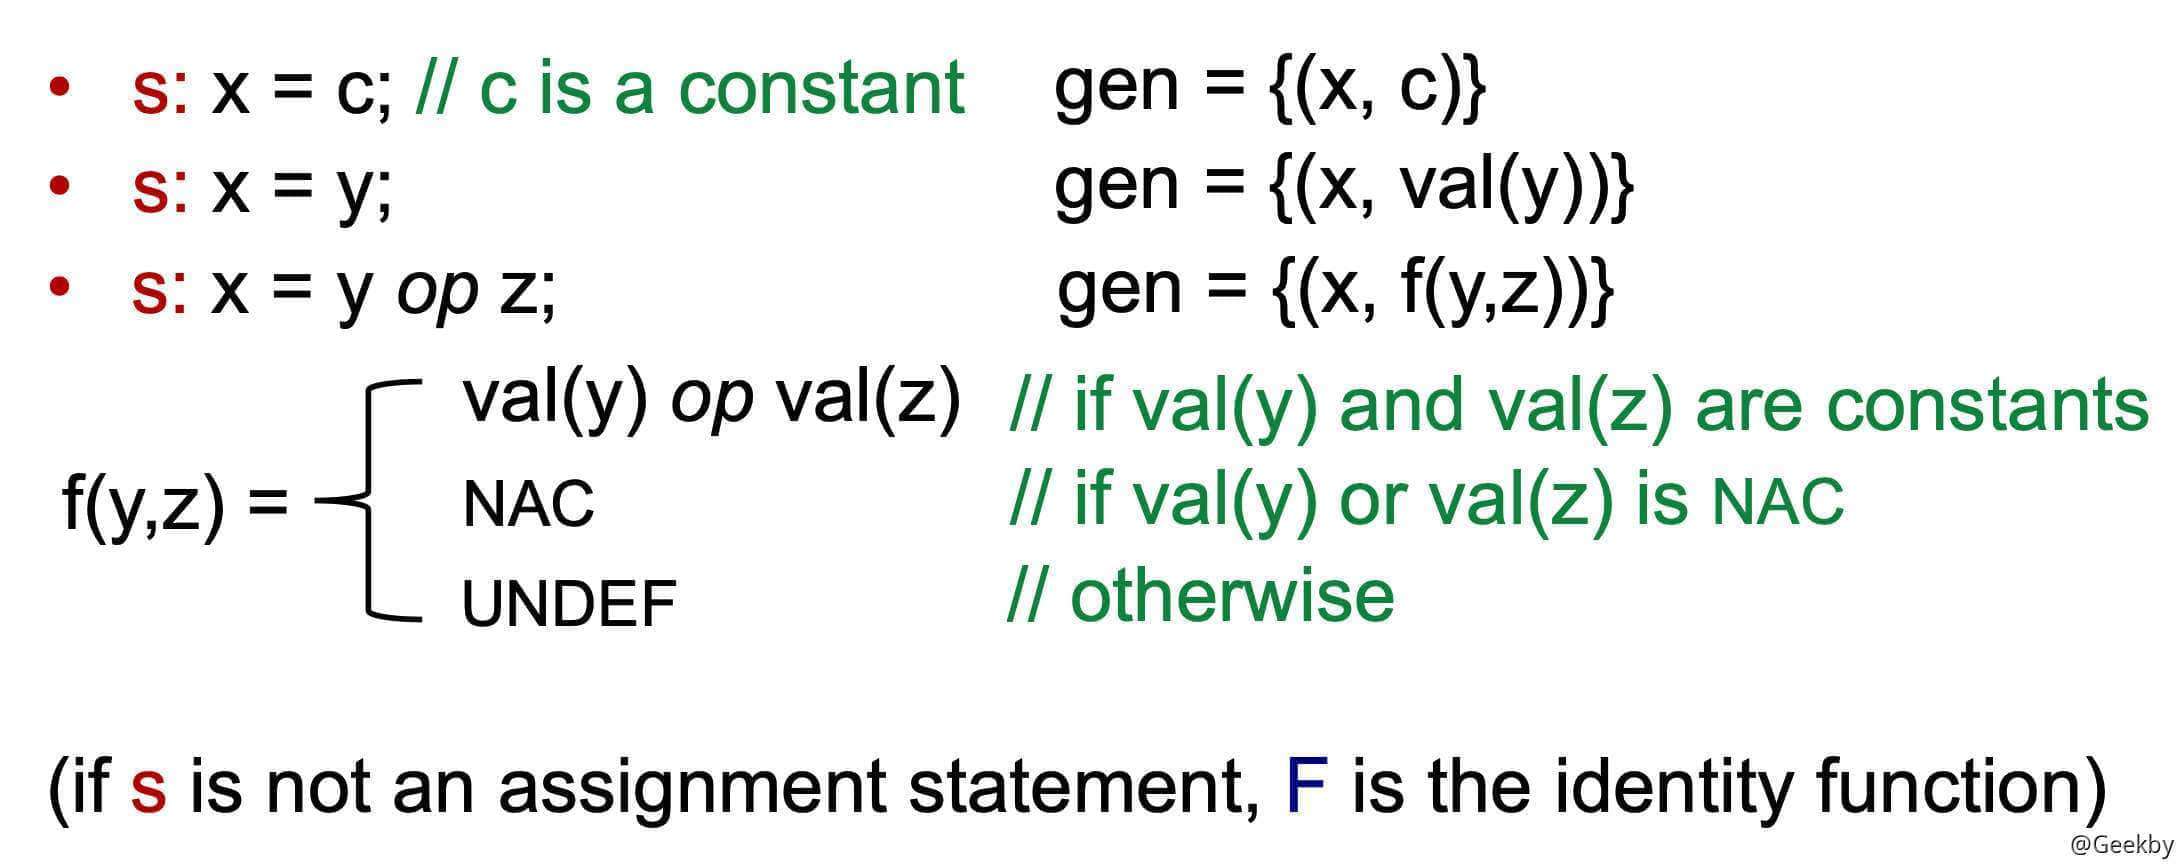 • s: x = c; // c is a constant gen = {(x, c)}
• s: x = y; gen = {(x, val(y))}
• s: x = y op z; gen = {(x, f(y,z))}
val(y) op val(z) // if val(y) and val(z) are constants
f(y,z) = NAC // if val(y) or val(z) is NAC
UNDEF // otherwise
(if s is not an assignment statement, F is the identity function)
@Geekby